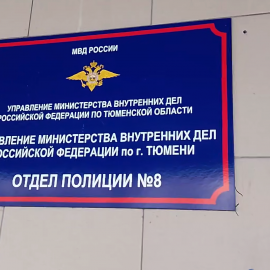 МВД РОССИИ
УПРАВЛЕНИЕ МИНИСТЕРСТВА ВНУТРЕННИХ ДЕЛ
РОССИЙСКОЙ ФЕДЕРАЦИИ ПО ТЮМЕНСКОЙ ОБЛАСТИ
ВЛЕНИЕ МИНИСТЕРСТВА ВНУТРЕННИХ ДЕЛ
ОССИЙСКОЙ ФЕДЕРАЦИИ по г. ТЮМЕНИ
ОТДЕЛ ПОЛИЦИИ №8